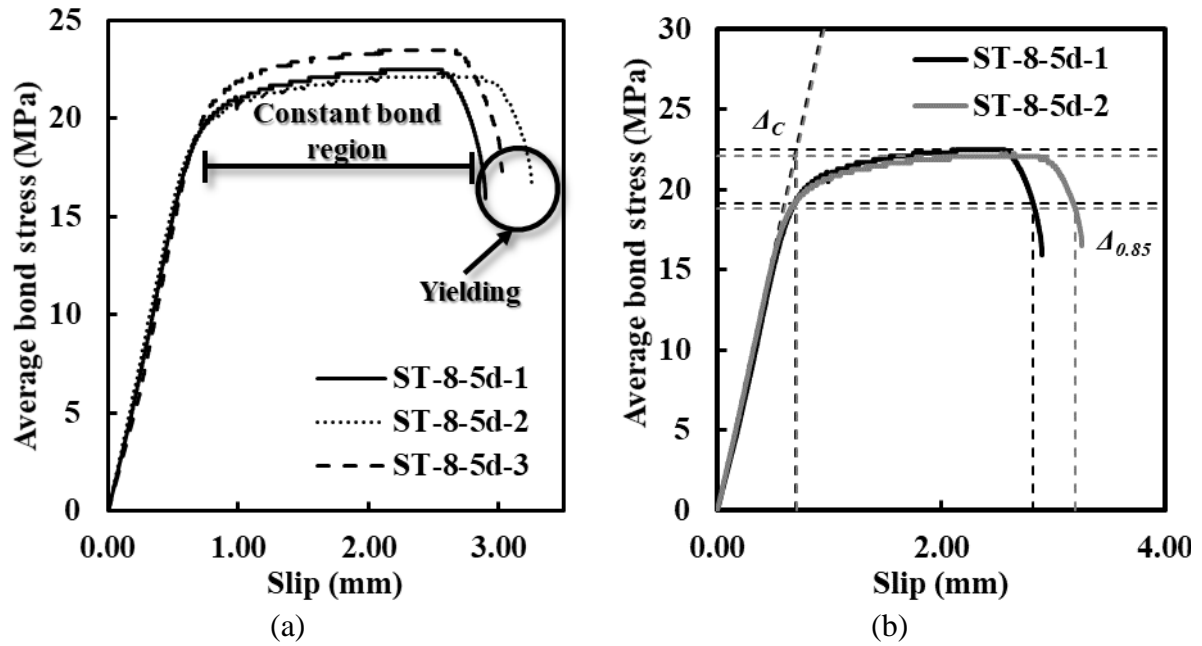 25
20
15
10
5
0
Average bond stress (MPa)
Constant bond
region
Yielding
ST-8-5d-1
ST-8-5d-2
ST-8-5d-3
0.00 1.00 2.00 3.00
Slip (mm)
(a)
30
25
20
15
10
5
0
Average bond stress (MPa)
ST-8-5d-1
ST-8-5d-2
ΔC
Δ0.85
0.00 2.00 4.00
Slip (mm)
(b)